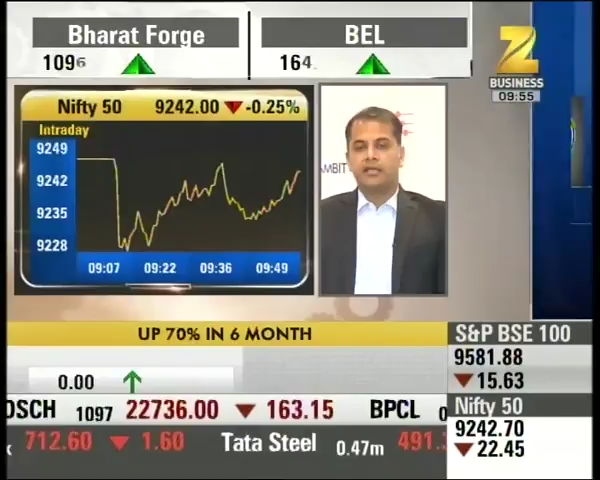 Bharat Forge
BEL
1096
164.
BUSINESS
09:55
Nifty 50 9242.00 -0.25%
Intraday
9249
9242
9235
9228
09:07 09:22 09:36 09:49
AMBIT
UP 70% IN 6 MONTH
S&P BSE 100
9581.88
15.63
0.00
OSCH 1097 22736.00 163.15 BPCL
Nifty 50
9242.70
22.45
712.60 1.60 Tata Steel 0.47m 491.